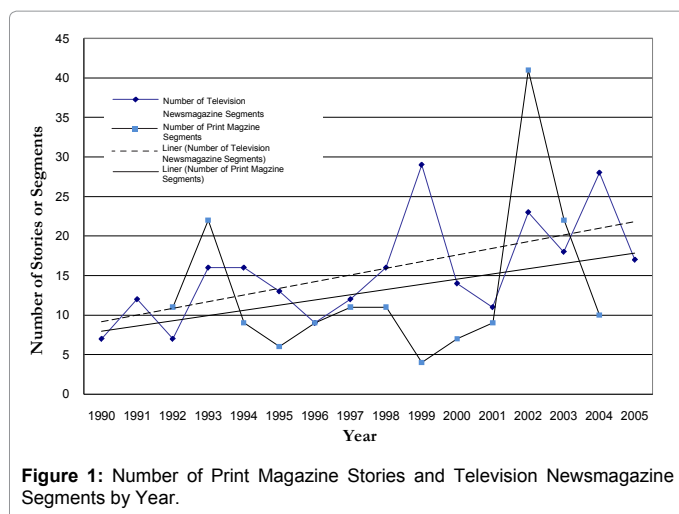 45
40
35
30
25
20
15
10
5
0
Number of Stories or Segments
Number of Television
Newsmagazine Segments
Number of Print Magzine
Segments
Liner (Number of Television
Newsmagazine Segments)
Liner (Number of Print Magzine
Segments)
1990 1991 1992 1993 1994 1995 1996 1997 1998 1999 2000 2001 2002 2003 2004 2005
Year
Figure 1: Number of Print Magazine Stories and Television Newsmagazine
Segments by Year.